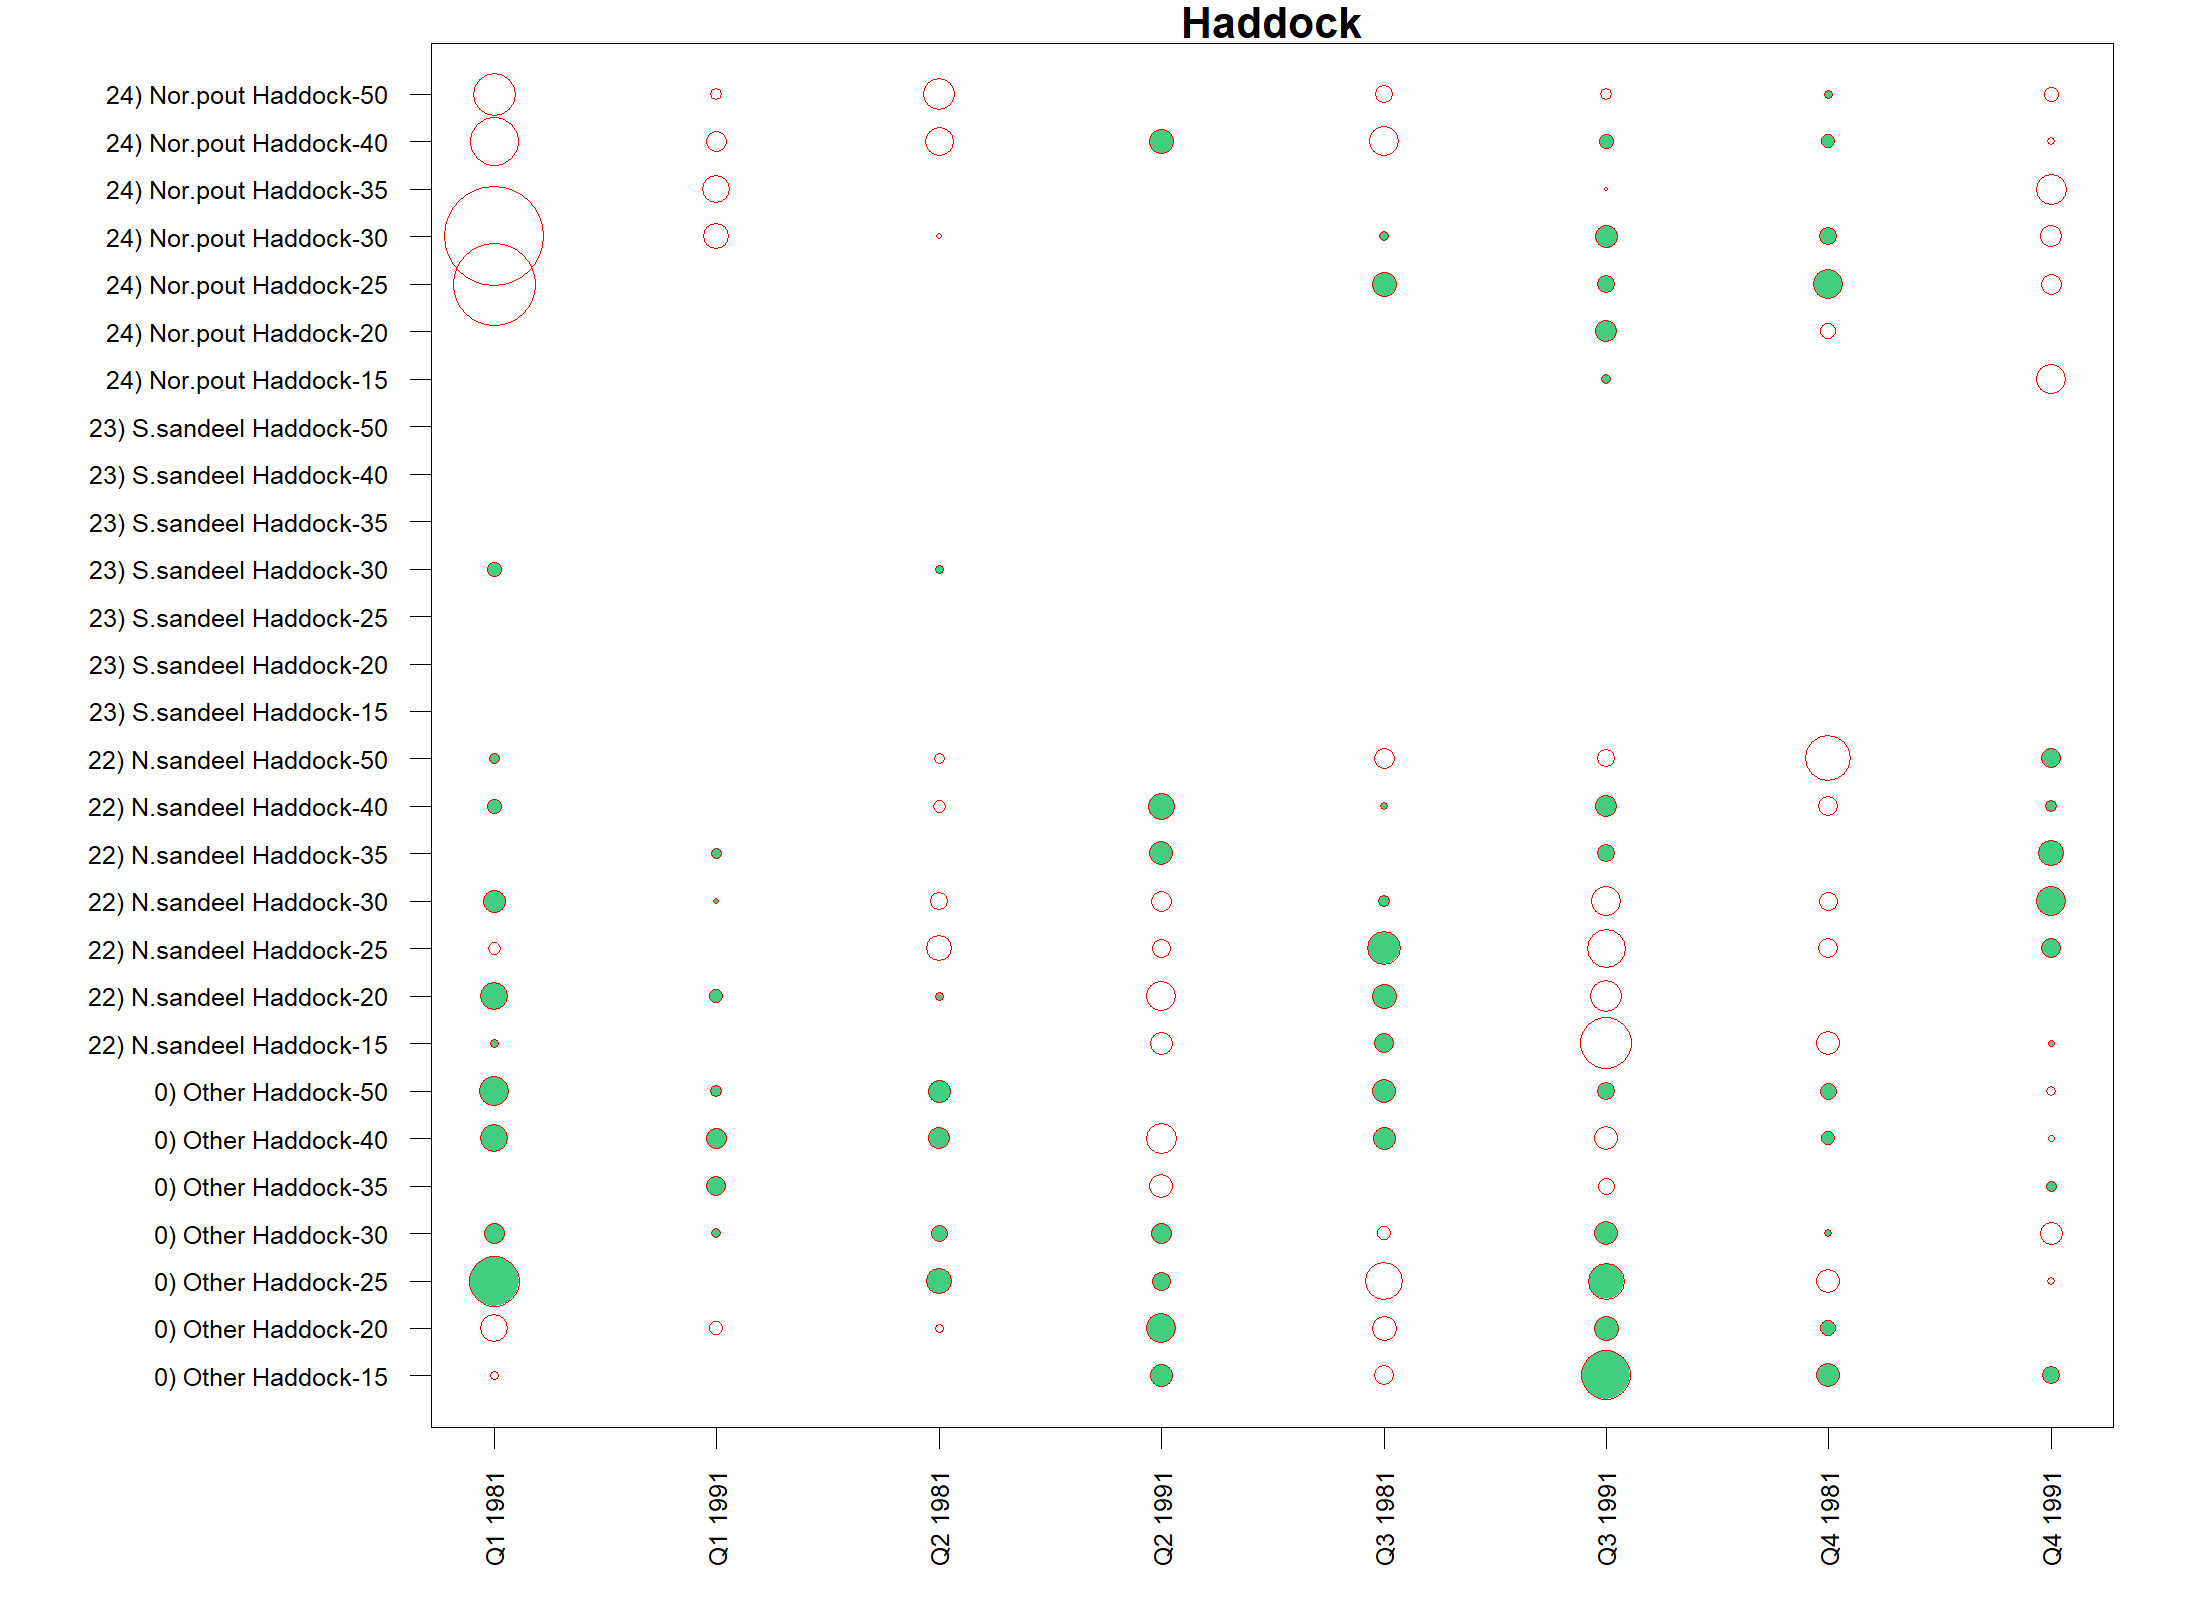 Haddock
24) Nor.pout Haddock-50
24) Nor.pout Haddock-40
24) Nor.pout Haddock-35
24) Nor.pout Haddock-30
24) Nor.pout Haddock-25
24) Nor.pout Haddock-20
24) Nor.pout Haddock-15
23) S.sandeel Haddock-50
23) S.sandeel Haddock-40
23) S.sandeel Haddock-35
23) S.sandeel Haddock-30
23) S.sandeel Haddock-25
23) S.sandeel Haddock-20
23) S.sandeel Haddock-15
22) N.sandeel Haddock-50
22) N.sandeel Haddock-40
22) N.sandeel Haddock-35
22) N.sandeel Haddock-30
22) N.sandeel Haddock-25
22) N.sandeel Haddock-20
22) N.sandeel Haddock-15
0) Other Haddock-50
0) Other Haddock-40
0) Other Haddock-35
0) Other Haddock-30
0) Other Haddock-25
0) Other Haddock-20
0) Other Haddock-15
Q1 1981
Q1 1991
Q2 1981
Q2 1991
Q3 1981
Q3 1991
Q4 1981
Q4 1991